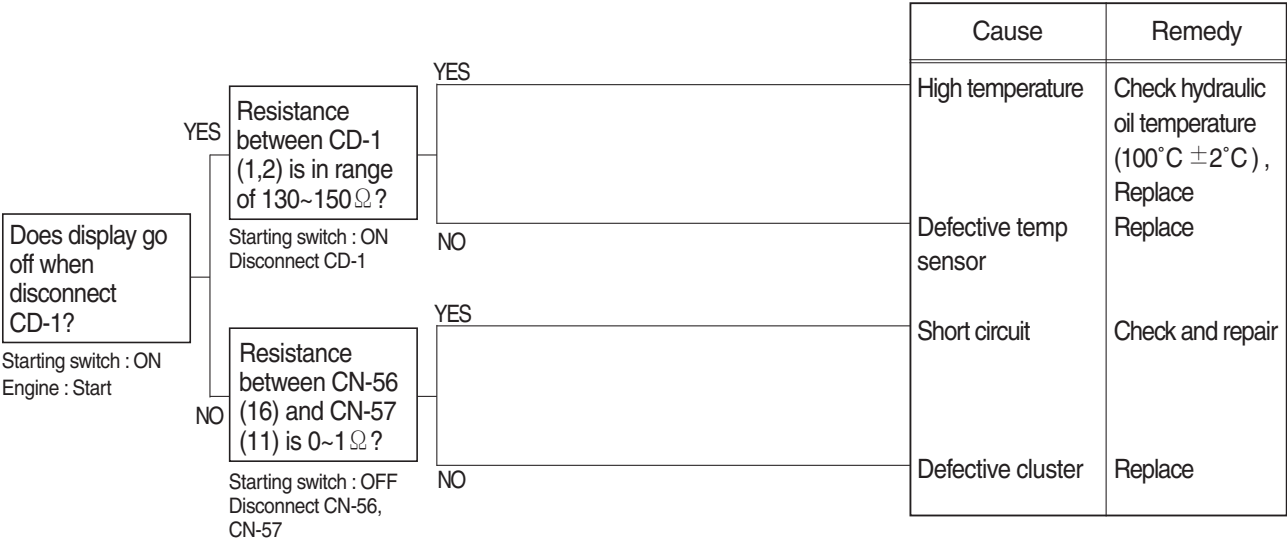 Does display go
off when
disconnect
CD-1?
Starting switch : ON
Engine : Start
YES
Resistance
between CD-1
(1,2) is in range
of 130~150Ω?
Starting switch : ON
Disconnect CD-1
NO
Resistance
between CN-56
(16) and CN-57
(11) is 0~1Ω?
Starting switch : OFF
Disconnect CN-56,
CN-57
YES
NO
YES
NO
Cause Remedy
High temperature Check hydraulic
oil temperature
(100˚C ±2˚C) ,
Replace
Defective temp Replace
sensor
Short circuit Check and repair
Defective cluster Replace